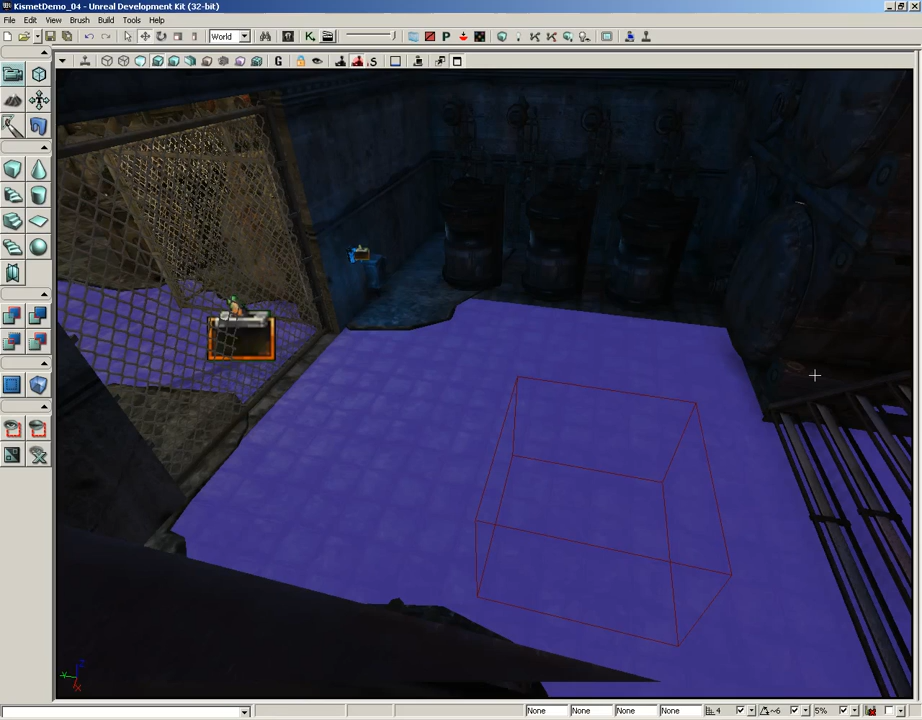 KismetDemo_04 - Unreal Development Kit (32-bit)
File Edit View Brush Build Tools Help
World K P
G S
Z
Y
X
None None None None 4 ~6 5%